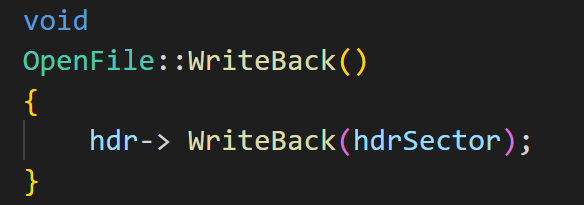 void
OpenFile::WriteBack()
{
    hdr-> WriteBack(hdrSector);
}